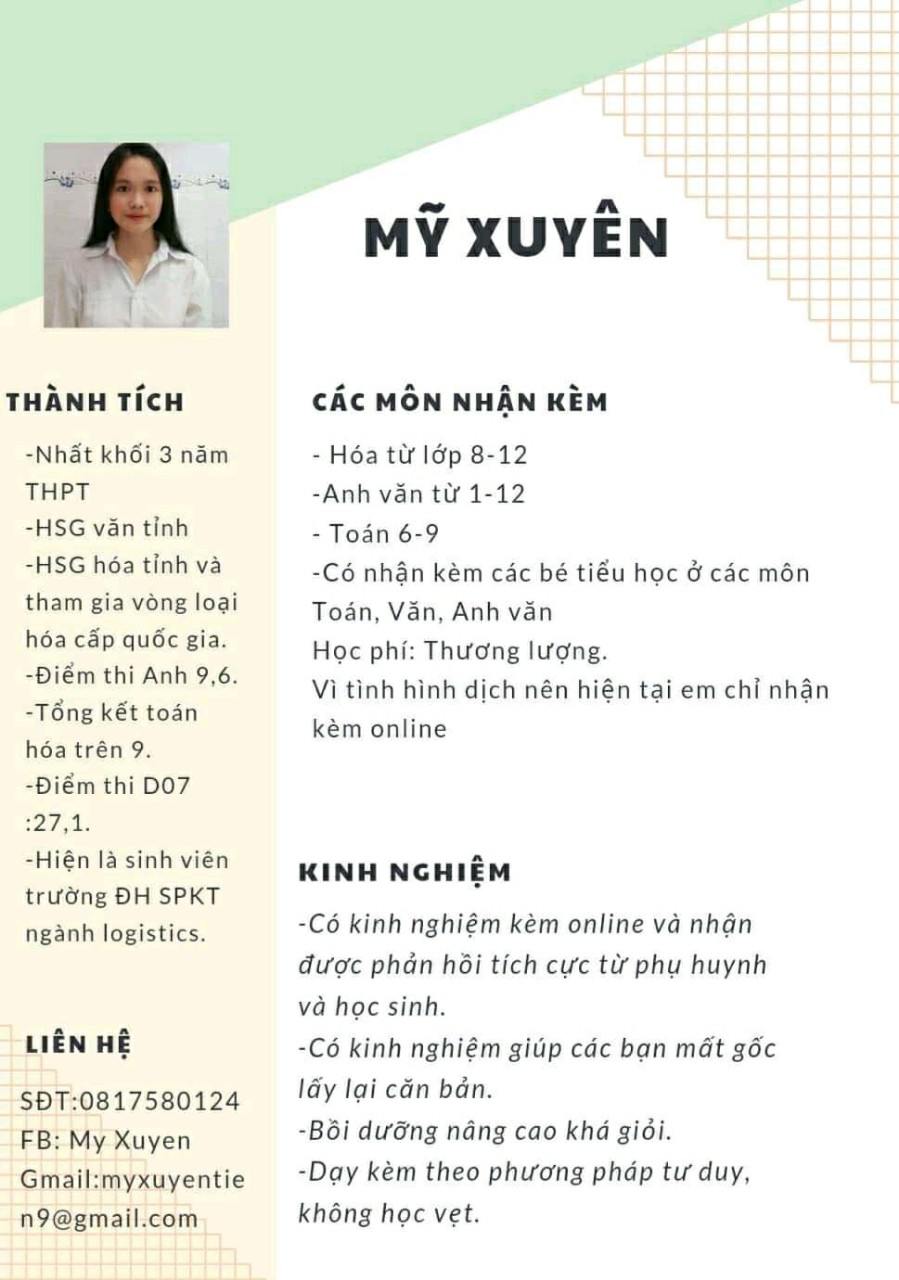 MỸ XUYÊN
THÀNH TÍCH
-Nhất khối 3 năm
THPT
-HSG văn tỉnh
-HSG hóa tỉnh và
tham gia vòng loại
hóa cấp quốc gia.
-Điểm thi Anh 9,6.
-Tổng kết toán
hóa trên 9.
-Điểm thi D07
:27,1.
-Hiện là sinh viên
trường ĐH SPKT
ngành logistics.
LIÊN HỆ
SĐT:0817580124
FB: My Xuyen
Gmail:myxuyentie
n9@gmail.com
CÁC MÔN NHẬN KÈM
- Hóa từ lớp 8-12
-Anh văn từ 1-12
- Toán 6-9
-Có nhận kèm các bé tiểu học ở các môn
Toán, Văn, Anh văn
Học phí: Thương lượng.
Vì tình hình dịch nên hiện tại em chỉ nhận
kèm online
KINH NGHIỆM
-Có kinh nghiệm kèm online và nhận
được phản hồi tích cực từ phụ huynh
và học sinh.
-Có kinh nghiệm giúp các bạn mất gốc
lấy lại căn bản.
-Bồi dưỡng nâng cao khá giỏi.
-Dạy kèm theo phương pháp tư duy,
không học vẹt.